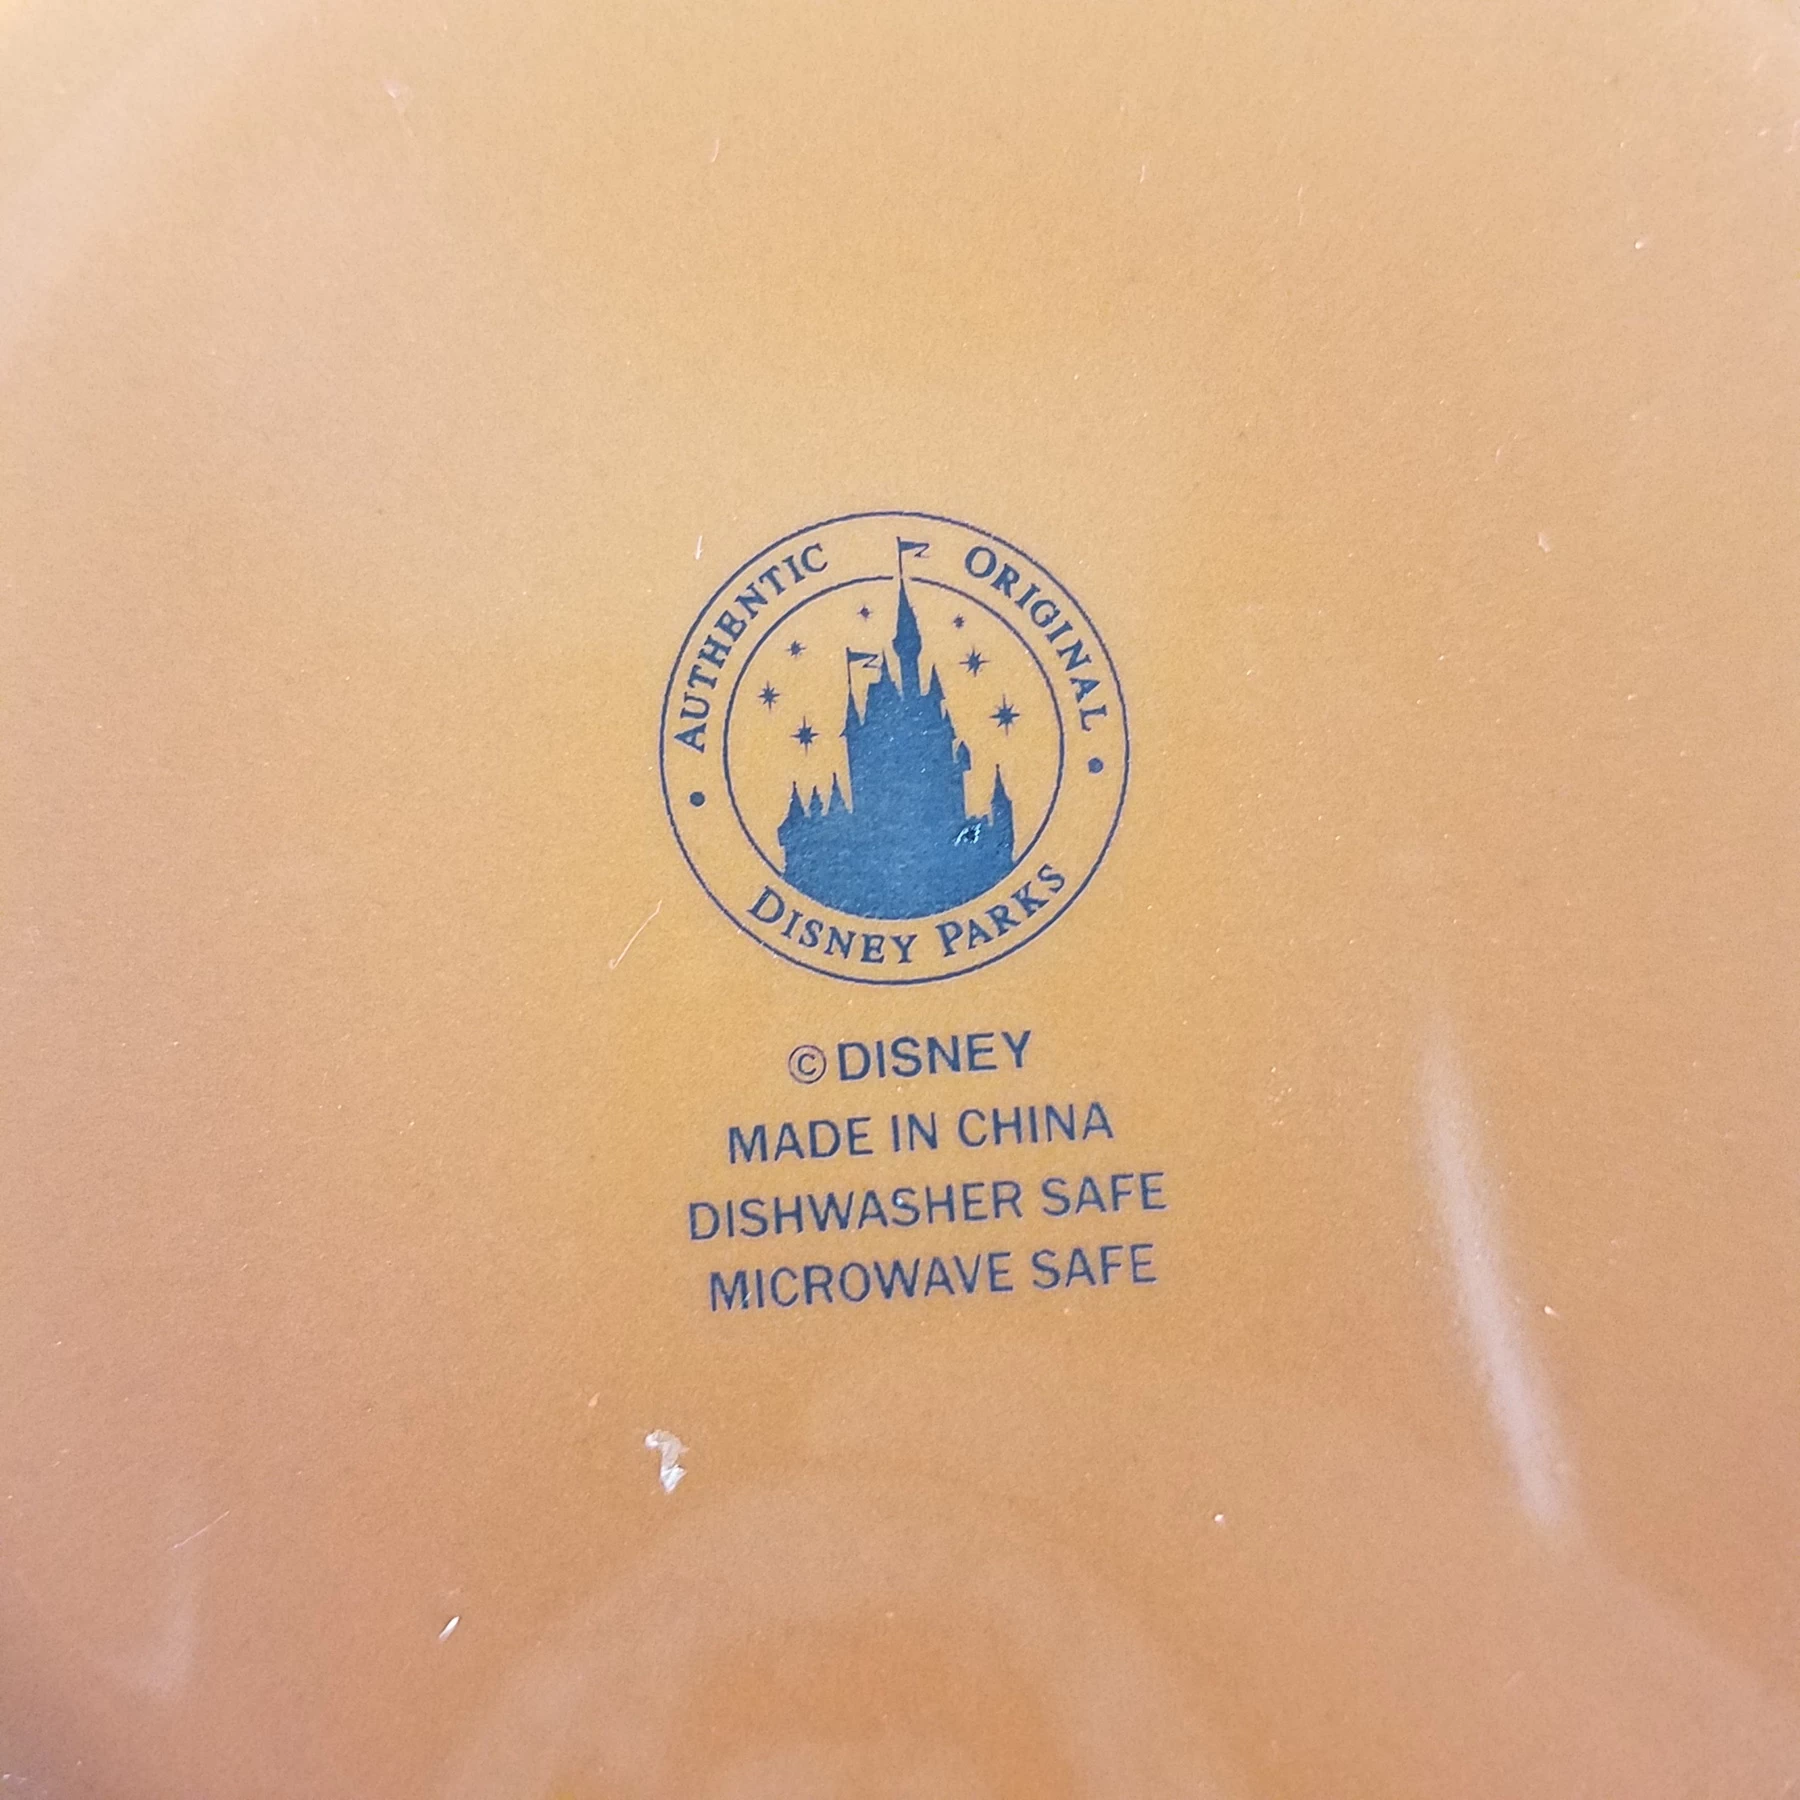 AUTHENTIC ORIGINAL
DISNEY PARKS
©DISNEY
MADE IN CHINA
DISHWASHER SAFE
MICROWAVE SAFE